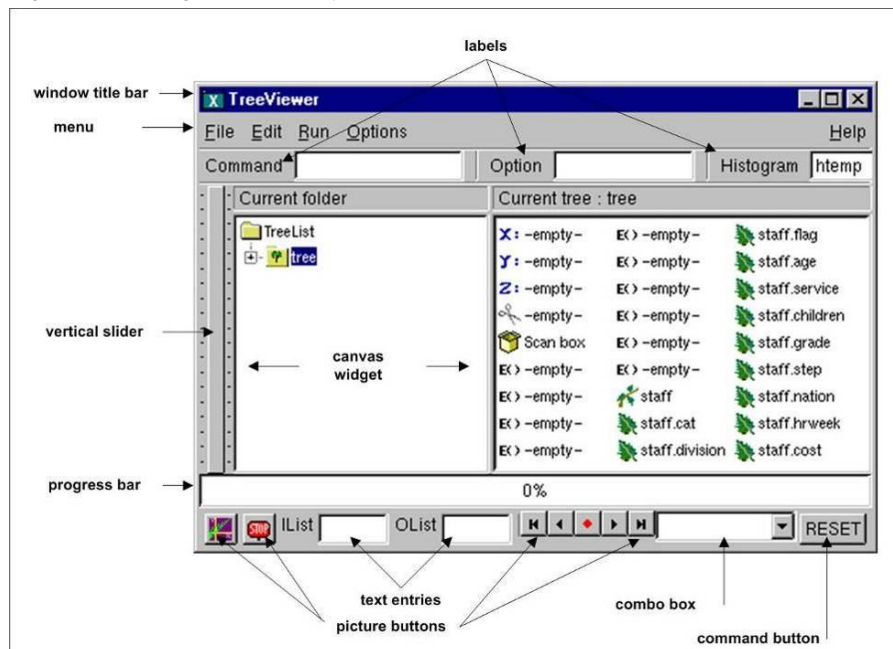 labels
window title bar
TreeViewer
menu
File Edit Run Options Help
Command Option Histogram htemp
Current folder Current tree : tree
TreeList
tree
X: -empty- E() -empty- staff.flag
Y: -empty- E() -empty- staff.age
Z: -empty- E() -empty- staff.service
-empty- E() -empty- staff.children
Scan box E() -empty- staff.grade
E() -empty- E() -empty- staff.step
E() -empty- staff staff.nation
E() -empty- staff.cat staff.hrweek
E() -empty- staff.division staff.cost
vertical slider
canvas
widget
progress bar
0%
STOP IList OList RESET
text entries
picture buttons
combo box
command button